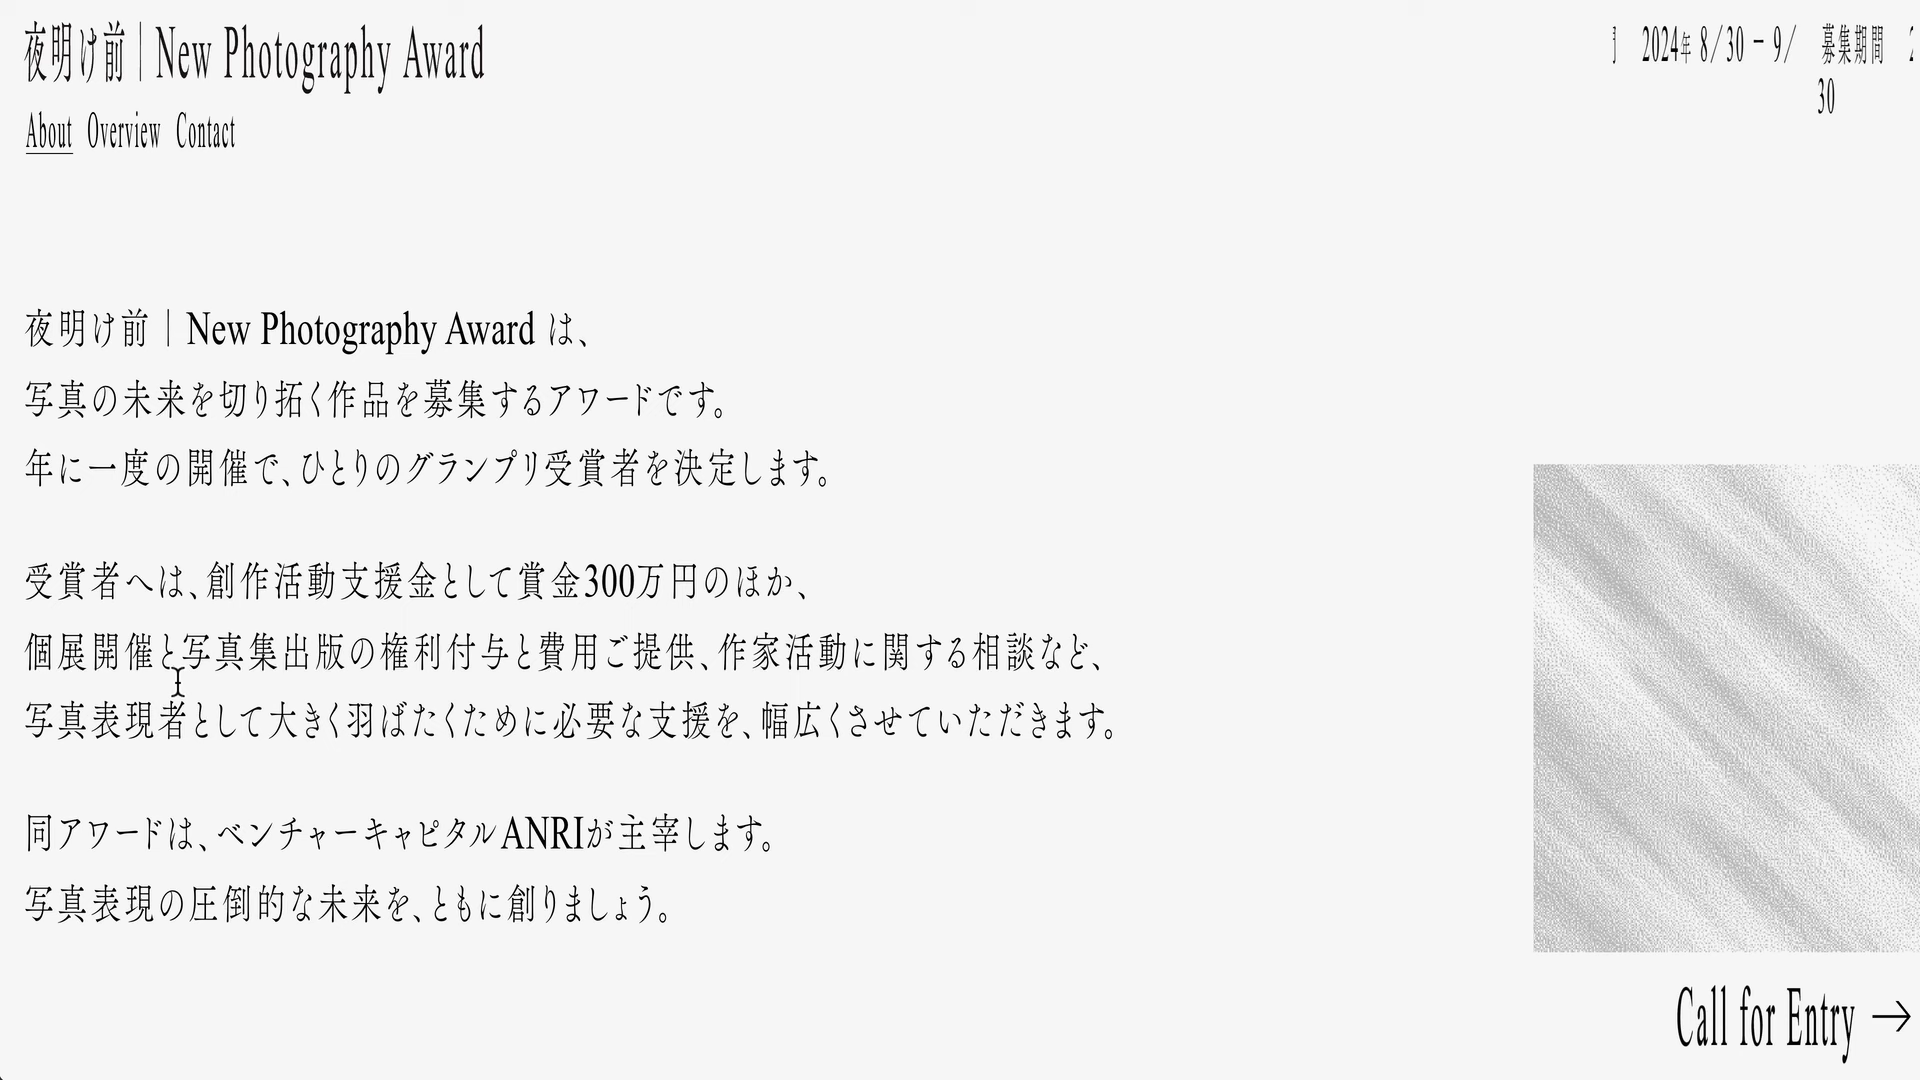 夜明け前｜New Photography Award
About Overview Contact
2024年 8/30 – 9/30
募集期間
夜明け前｜New Photography Award は、
写真の未来を切り拓く作品を募集するアワードです。
年に一度の開催で、ひとりのグランプリ受賞者を決定します。
受賞者へは、創作活動支援金として賞金300万円のほか、
個展開催と写真集出版の権利付与と費用ご提供、作家活動に関する相談など、
写真表現者として大きく羽ばたくために必要な支援を、幅広くさせていただきます。
同アワードは、ベンチャーキャピタルANRIが主宰します。
写真表現の圧倒的な未来を、ともに創りましょう。
Call for Entry →